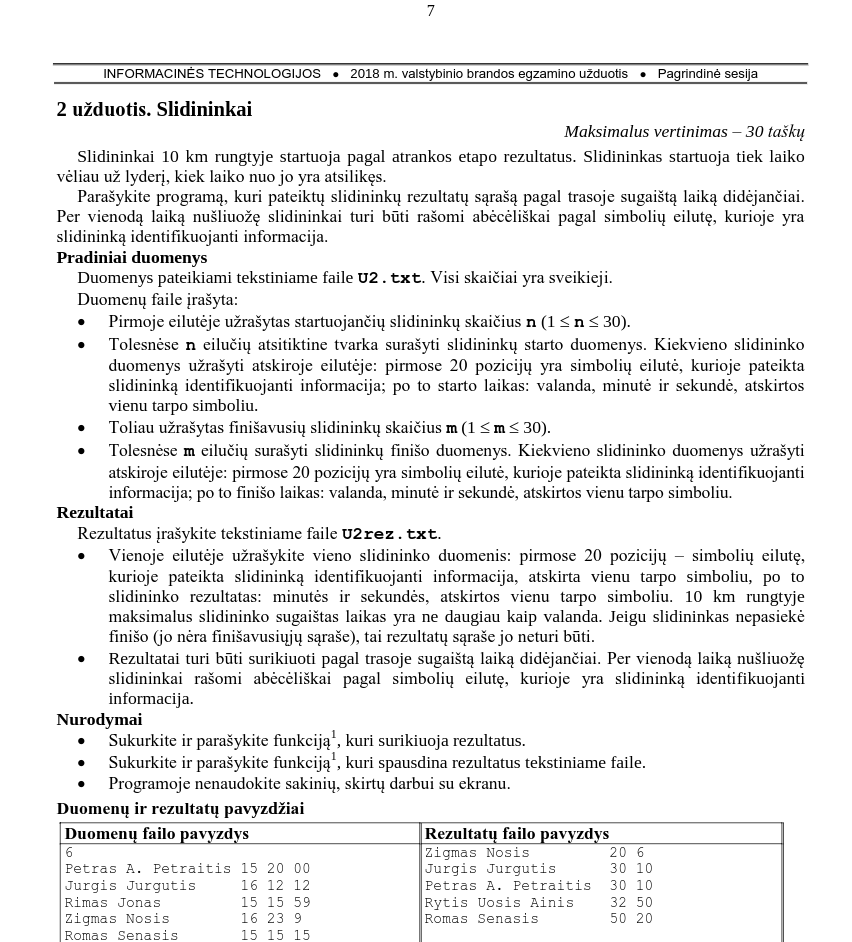 7
INFORMACINĖS TECHNOLOGIJOS ● 2018 m. valstybinio brandos egzamino užduotis ● Pagrindinė sesija
2 užduotis. Slidininkai
Maksimalus vertinimas – 30 taškų
Slidininkai 10 km rungtyje startuoja pagal atrankos etapo rezultatus. Slidininkas startuoja tiek laiko
vėliau už lyderį, kiek laiko nuo jo yra atsilikęs.
Parašykite programą, kuri pateiktų slidininkų rezultatų sąrašą pagal trasoje sugaištą laiką didėjančiai.
Per vienodą laiką nušliuožę slidininkai turi būti rašomi abėcėliškai pagal simbolių eilutę, kurioje yra
slidininką identifikuojanti informacija.
Pradiniai duomenys
Duomenys pateikiami tekstiniame faile U2.txt. Visi skaičiai yra sveikieji.
Duomenų faile įrašyta:
● Pirmoje eilutėje užrašytas startuojančių slidininkų skaičius n (1 ≤ n ≤ 30).
● Tolesnėse n eilučių atsitiktine tvarka surašyti slidininkų starto duomenys. Kiekvieno slidininko
duomenys užrašyti atskiroje eilutėje: pirmose 20 pozicijų yra simbolių eilutė, kurioje pateikta
slidininką identifikuojanti informacija; po to starto laikas: valanda, minutė ir sekundė, atskirtos
vienu tarpo simboliu.
● Toliau užrašytas finišavusių slidininkų skaičius m (1 ≤ m ≤ 30).
● Tolesnėse m eilučių surašyti slidininkų finišo duomenys. Kiekvieno slidininko duomenys užrašyti
atskiroje eilutėje: pirmose 20 pozicijų yra simbolių eilutė, kurioje pateikta slidininką identifikuojanti
informacija; po to finišo laikas: valanda, minutė ir sekundė, atskirtos vienu tarpo simboliu.
Rezultatai
Rezultatus įrašykite tekstiniame faile U2rez.txt.
● Vienoje eilutėje užrašykite vieno slidininko duomenis: pirmose 20 pozicijų – simbolių eilutę,
kurioje pateikta slidininką identifikuojanti informacija, atskirta vienu tarpo simboliu, po to
slidininko rezultatas: minutės ir sekundės, atskirtos vienu tarpo simboliu. 10 km rungtyje
maksimalus slidininko sugaištas laikas yra ne daugiau kaip valanda. Jeigu slidininkas nepasiekė
finišo (jo nėra finišavusiųjų sąraše), tai rezultatų sąraše jo neturi būti.
● Rezultatai turi būti surikiuoti pagal trasoje sugaištą laiką didėjančiai. Per vienodą laiką nušliuožę
slidininkai rašomi abėcėliškai pagal simbolių eilutę, kurioje yra slidininką identifikuojanti
informacija.
Nurodymai
● Sukurkite ir parašykite funkciją¹, kuri surikiuoja rezultatus.
● Sukurkite ir parašykite funkciją¹, kuri spausdina rezultatus tekstiniame faile.
● Programoje nenaudokite sakinių, skirtų darbui su ekranu.
Duomenų ir rezultatų pavyzdžiai
Duomenų failo pavyzdys Rezultatų failo pavyzdys
6 Zigmas Nosis 20 6
Petras A. Petraitis 15 20 00 Jurgis Jurgutis 30 10
Jurgis Jurgutis 16 12 12 Petras A. Petraitis 30 10
Rimas Jonas 15 15 59 Rytis Uosis Ainis 32 50
Zigmas Nosis 16 23 9 Romas Senasis 50 20
Romas Senasis 15 15 15